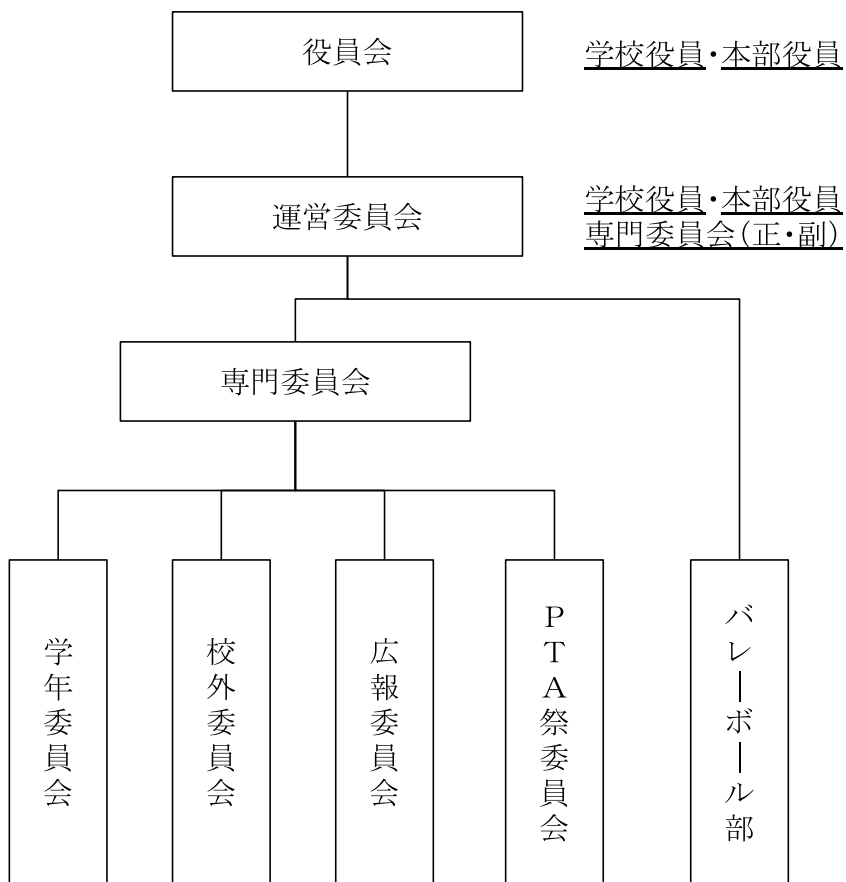 役員会
学校役員・本部役員
運営委員会
学校役員・本部役員
専門委員会(正・副)
専門委員会
学年委員会
校外委員会
広報委員会
PTA祭委員会
バレーボール部